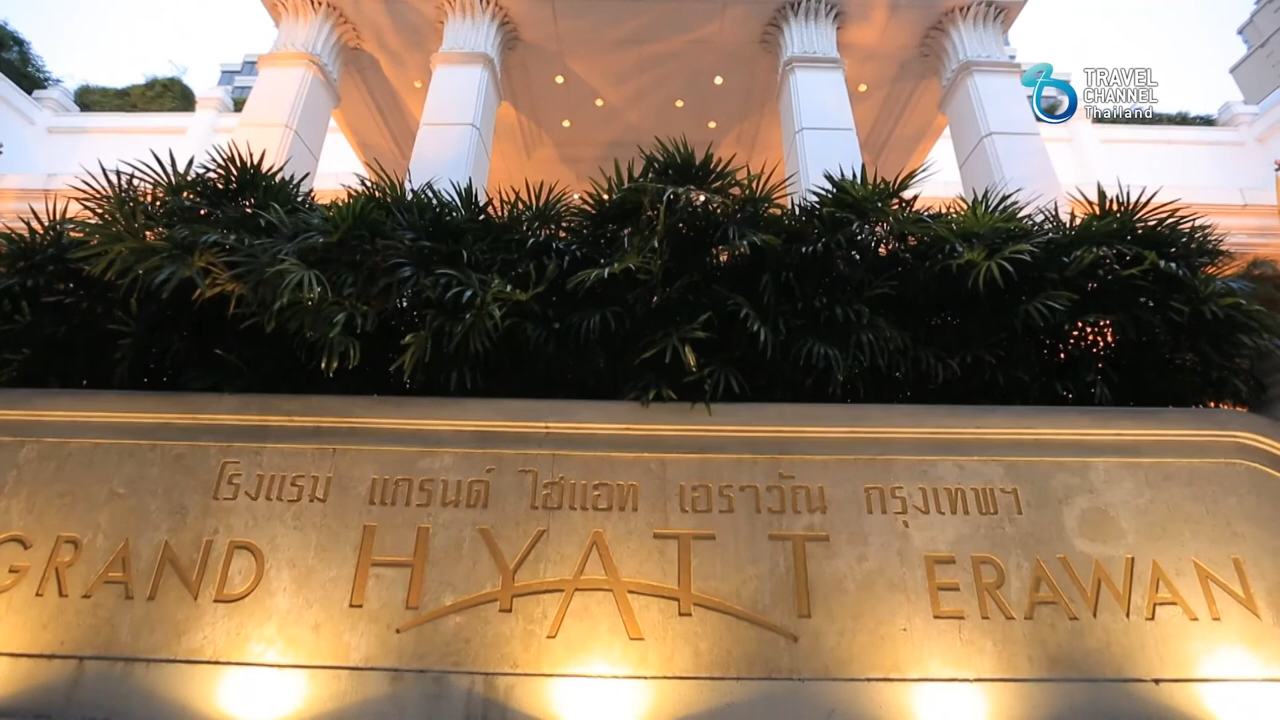 TRAVEL
CHANNEL
Thailand
โรงแรม แกรนด์ ไฮแอท เอราวัณ กรุงเทพฯ
GRAND HYATT ERAWAN